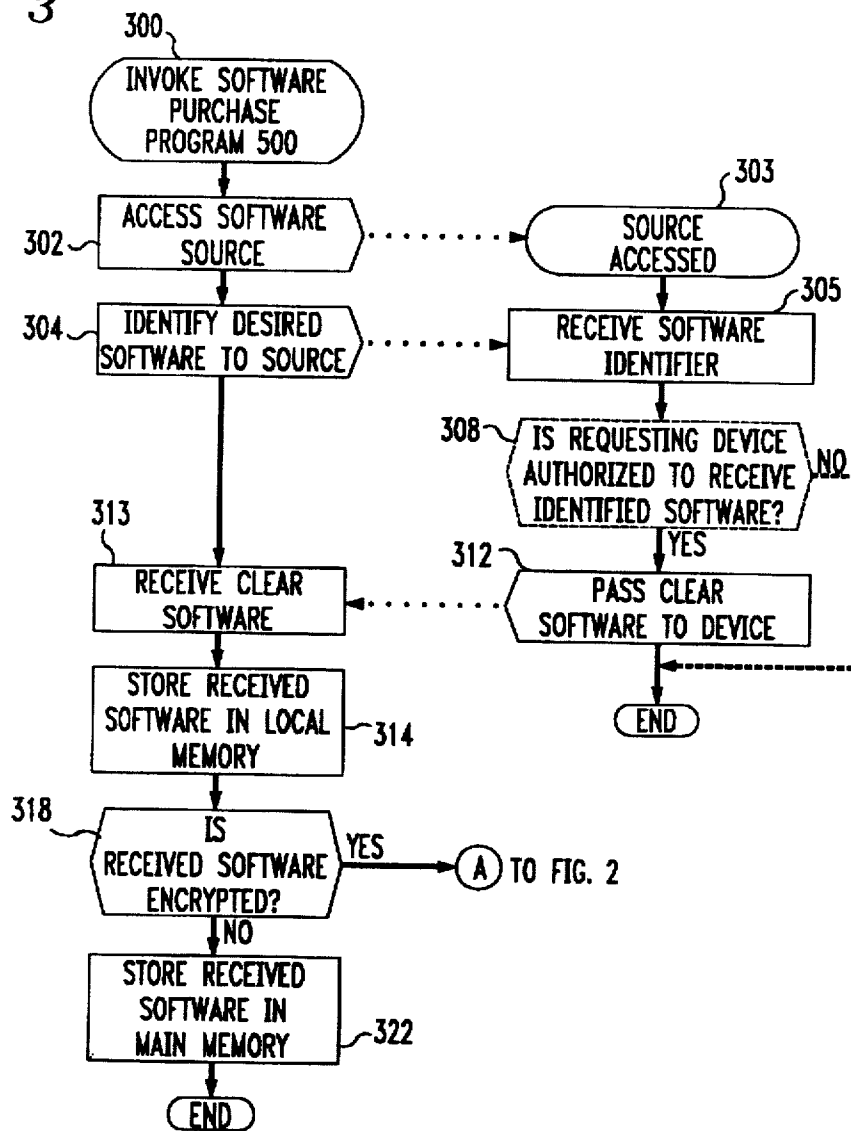 3
300
INVOKE SOFTWARE
PURCHASE
PROGRAM 500
302
ACCESS SOFTWARE
SOURCE
303
SOURCE
ACCESSED
304
IDENTIFY DESIRED
SOFTWARE TO SOURCE
305
RECEIVE SOFTWARE
IDENTIFIER
308
IS REQUESTING DEVICE
AUTHORIZED TO RECEIVE
IDENTIFIED SOFTWARE?
NO
YES
312
PASS CLEAR
SOFTWARE TO DEVICE
END
313
RECEIVE CLEAR
SOFTWARE
STORE RECEIVED
SOFTWARE IN LOCAL
MEMORY
314
318
IS
RECEIVED SOFTWARE
ENCRYPTED?
YES
A TO FIG. 2
NO
STORE RECEIVED
SOFTWARE IN
MAIN MEMORY
322
END